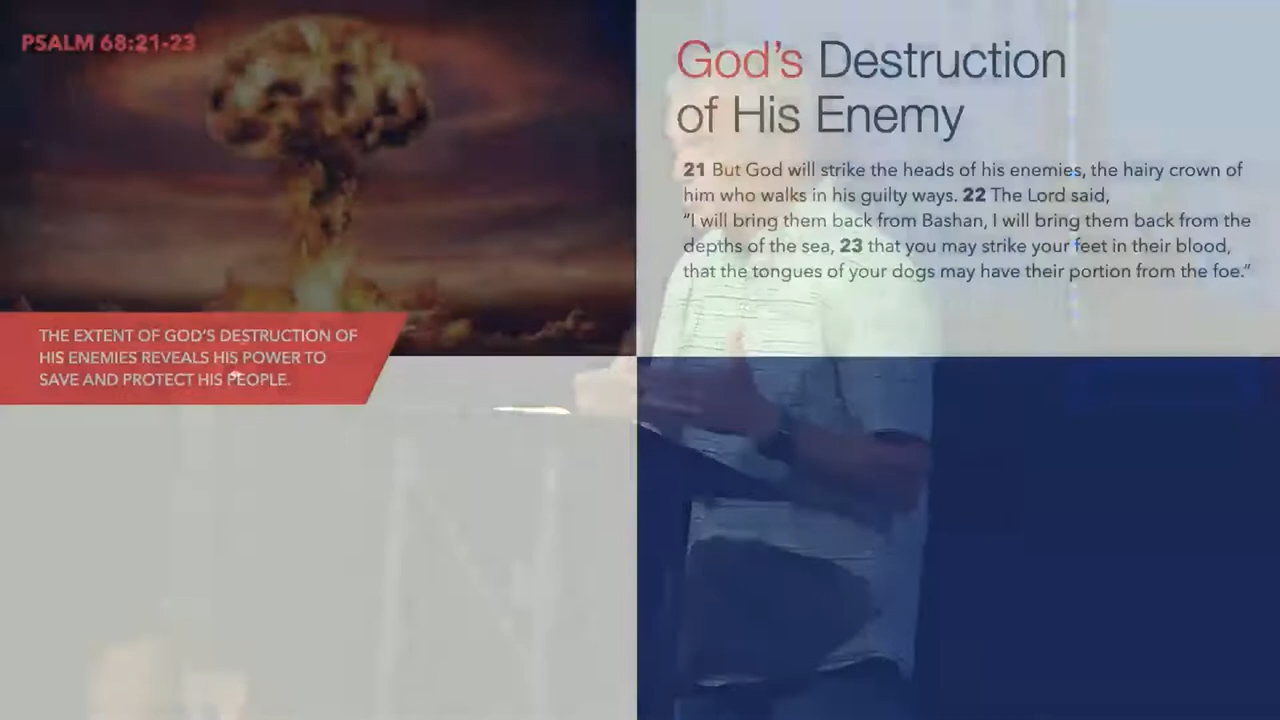 PSALM 68:21-23
THE EXTENT OF GOD'S DESTRUCTION OF
HIS ENEMIES REVEALS HIS POWER TO
SAVE AND PROTECT HIS PEOPLE.
God's Destruction
of His Enemy
21 But God will strike the heads of his enemies, the hairy crown of
him who walks in his guilty ways. 22 The Lord said,
"I will bring them back from Bashan, I will bring them back from the
depths of the sea, 23 that you may strike your feet in their blood,
that the tongues of your dogs may have their portion from the foe."